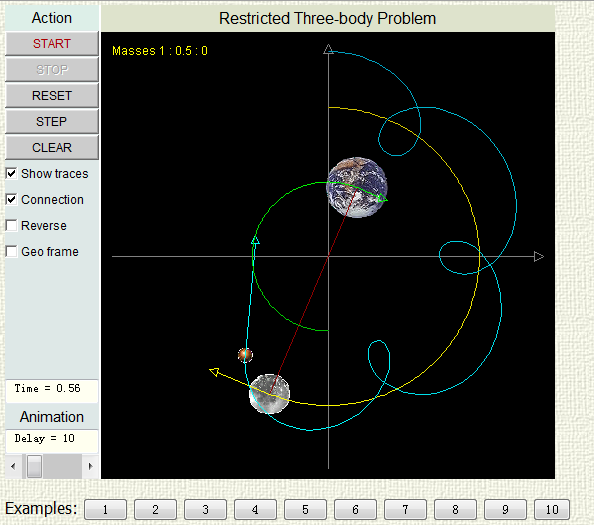 Action
Restricted Three-body Problem
START
Masses 1 : 0.5 : 0
STOP
RESET
STEP
CLEAR
Show traces
Connection
Reverse
Geo frame
Time = 0.56
Animation
Delay = 10
Examples: 1 2 3 4 5 6 7 8 9 10